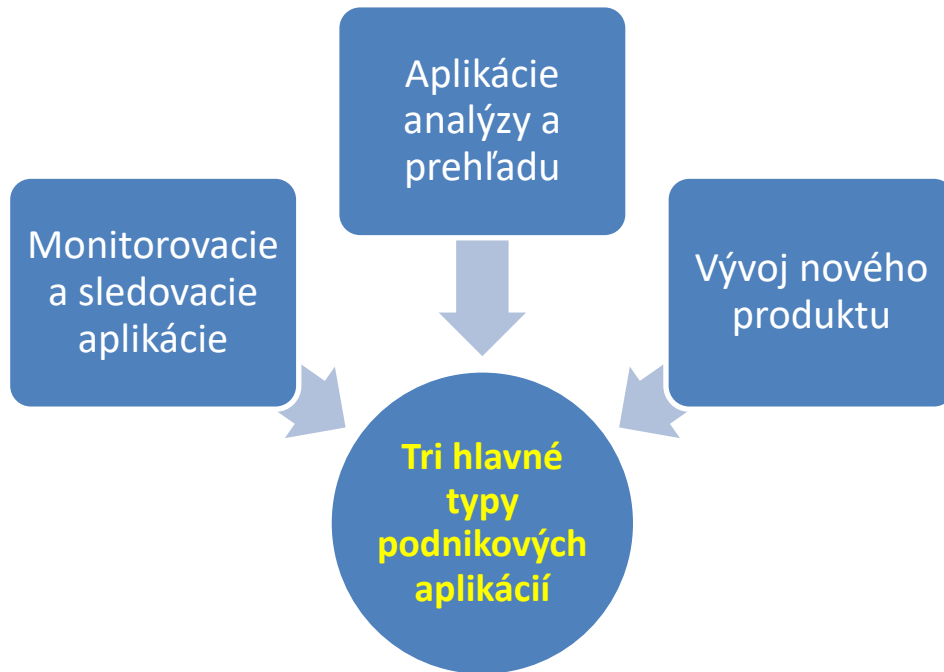 Aplikácie
analýzy a
prehľadu
Monitorovacie
a sledovacie
aplikácie
Vývoj nového
produktu
Tri hlavné
typy
podnikových
aplikácií